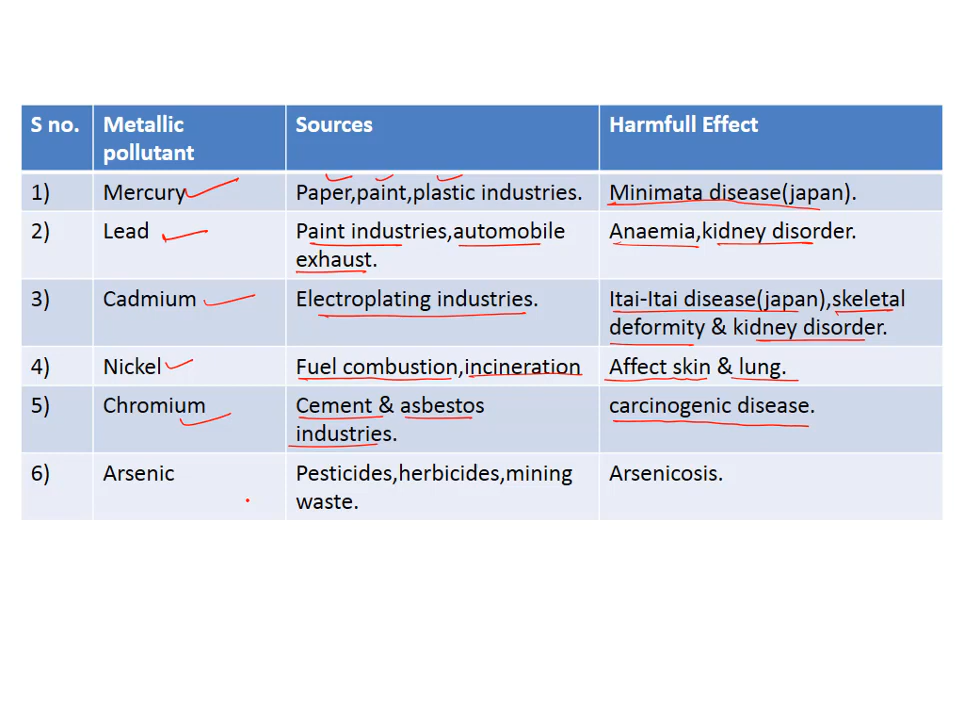 S no. Metallic pollutant Sources Harmfull Effect
1) Mercury Paper,paint,plastic industries. Minimata disease(japan).
2) Lead Paint industries,automobile exhaust. Anaemia,kidney disorder.
3) Cadmium Electroplating industries. Itai-Itai disease(japan),skeletal deformity & kidney disorder.
4) Nickel Fuel combustion,incineration Affect skin & lung.
5) Chromium Cement & asbestos industries. carcinogenic disease.
6) Arsenic Pesticides,herbicides,mining waste. Arsenicosis.